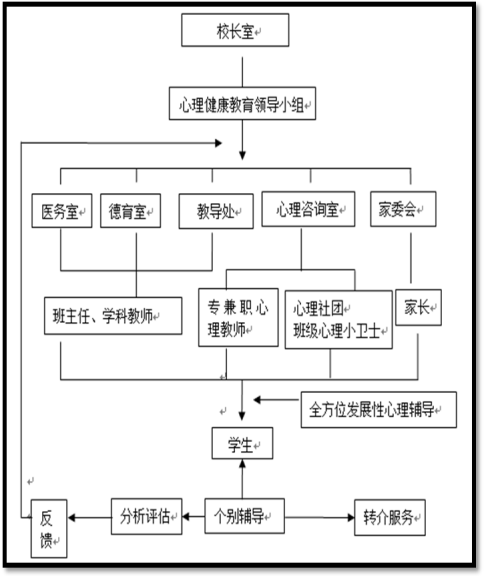 校长室
心理健康教育领导小组
医务室
德育室
教导处
心理咨询室
家委会
班主任、学科教师
专兼职心
理教师
心理社团
班级心理小卫士
家长
全方位发展性心理辅导
学生
反
馈
分析评估
个别辅导
转介服务